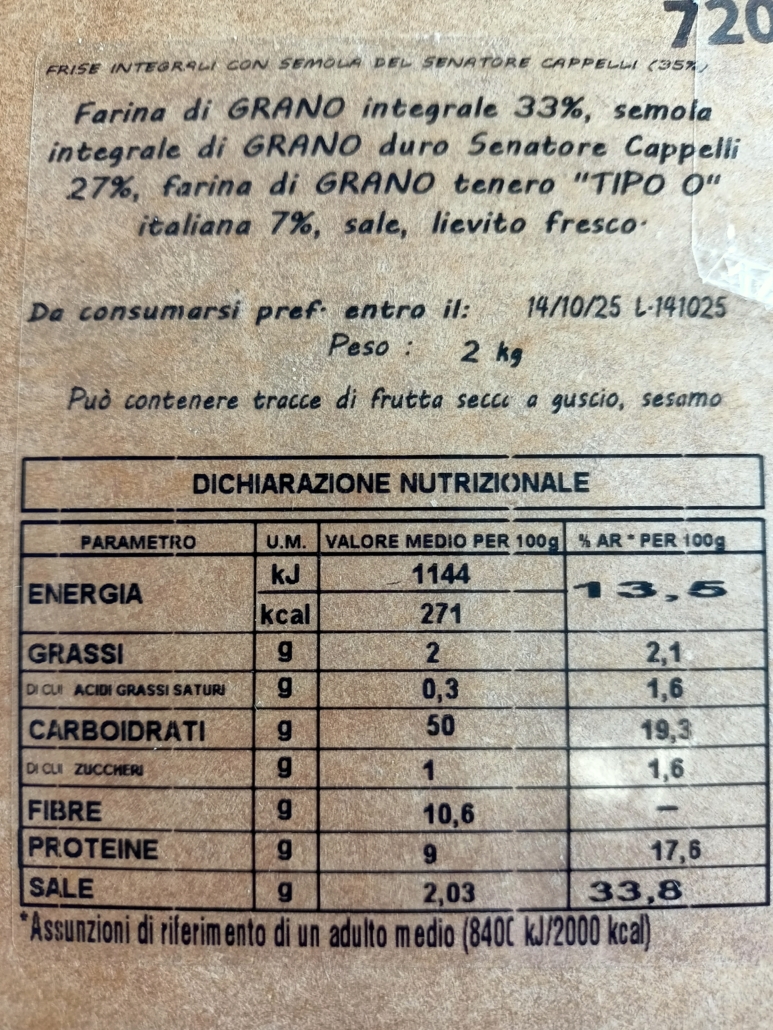 720
FRISE INTEGRALI CON SEMOLA DEL SENATORE CAPPELLI (35%)
Farina di GRANO integrale 33%, semola
integrale di GRANO duro Senatore Cappelli
27%, farina di GRANO tenero "TIPO 0"
italiana 7%, sale, lievito fresco.
Da consumarsi pref. entro il: 14/10/25 L.141025
Peso : 2 kg
Può contenere tracce di frutta secca a guscio, sesamo
DICHIARAZIONE NUTRIZIONALE
PARAMETRO U.M. VALORE MEDIO PER 100g % AR * PER 100g
ENERGIA kJ 1144 13,5
kcal 271
GRASSI g 2 2,1
DI CUI ACIDI GRASSI SATURI g 0,3 1,6
CARBOIDRATI g 50 19,3
DI CUI ZUCCHERI g 1 1,6
FIBRE g 10,6 –
PROTEINE g 9 17,6
SALE g 2,03 33,8
*Assunzioni di riferimento di un adulto medio (8400 kJ/2000 kcal)